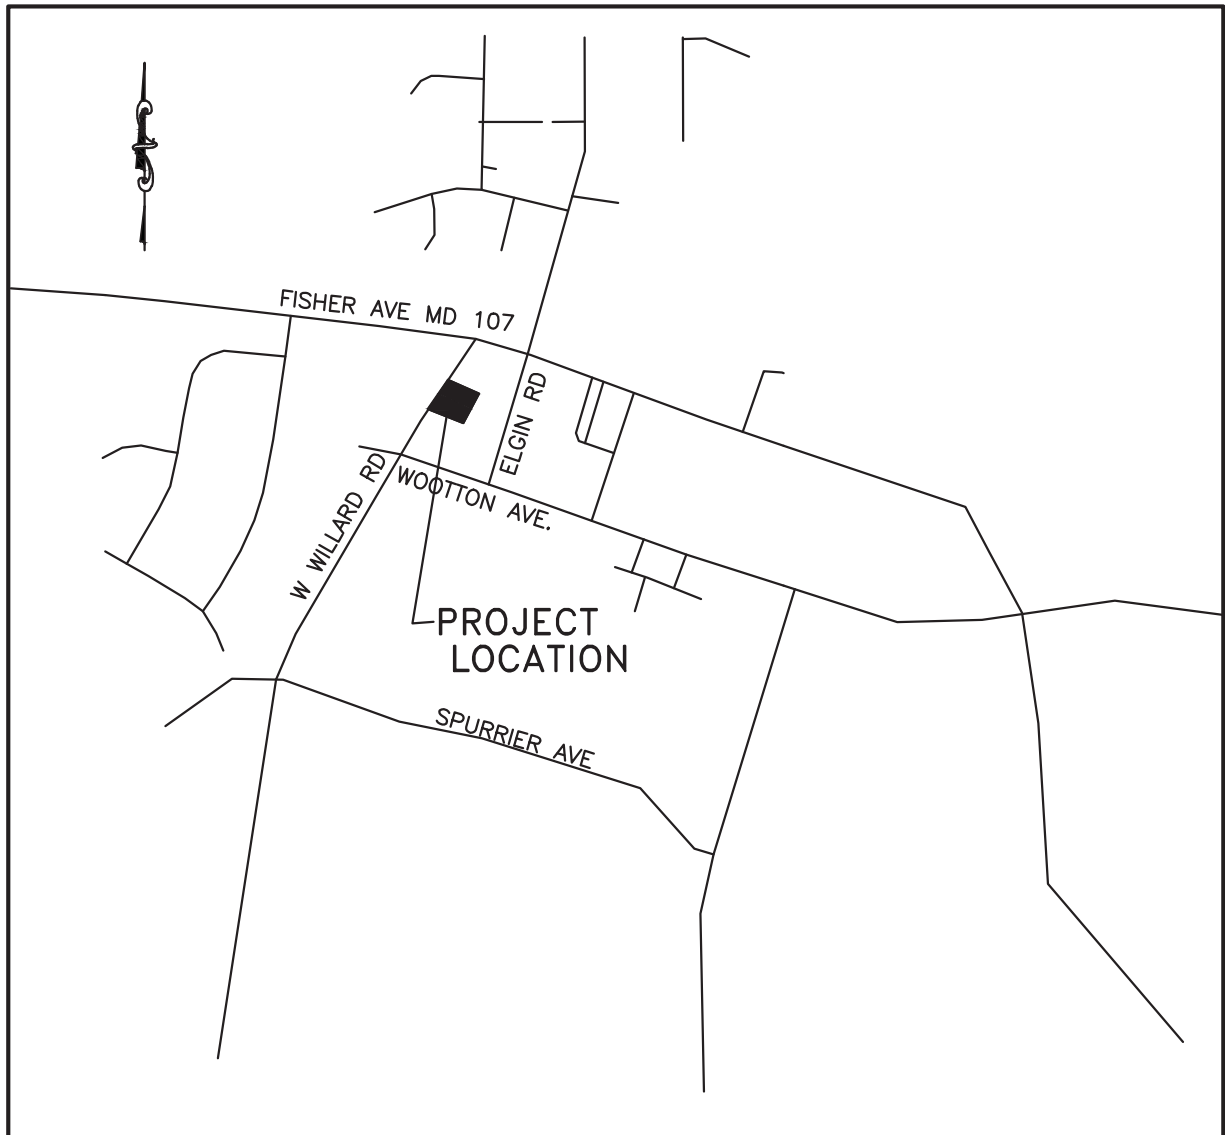 FISHER AVE MD 107
ELGIN RD
W WILLARD RD
WOOTTON AVE.
PROJECT
LOCATION
SPURRIER AVE